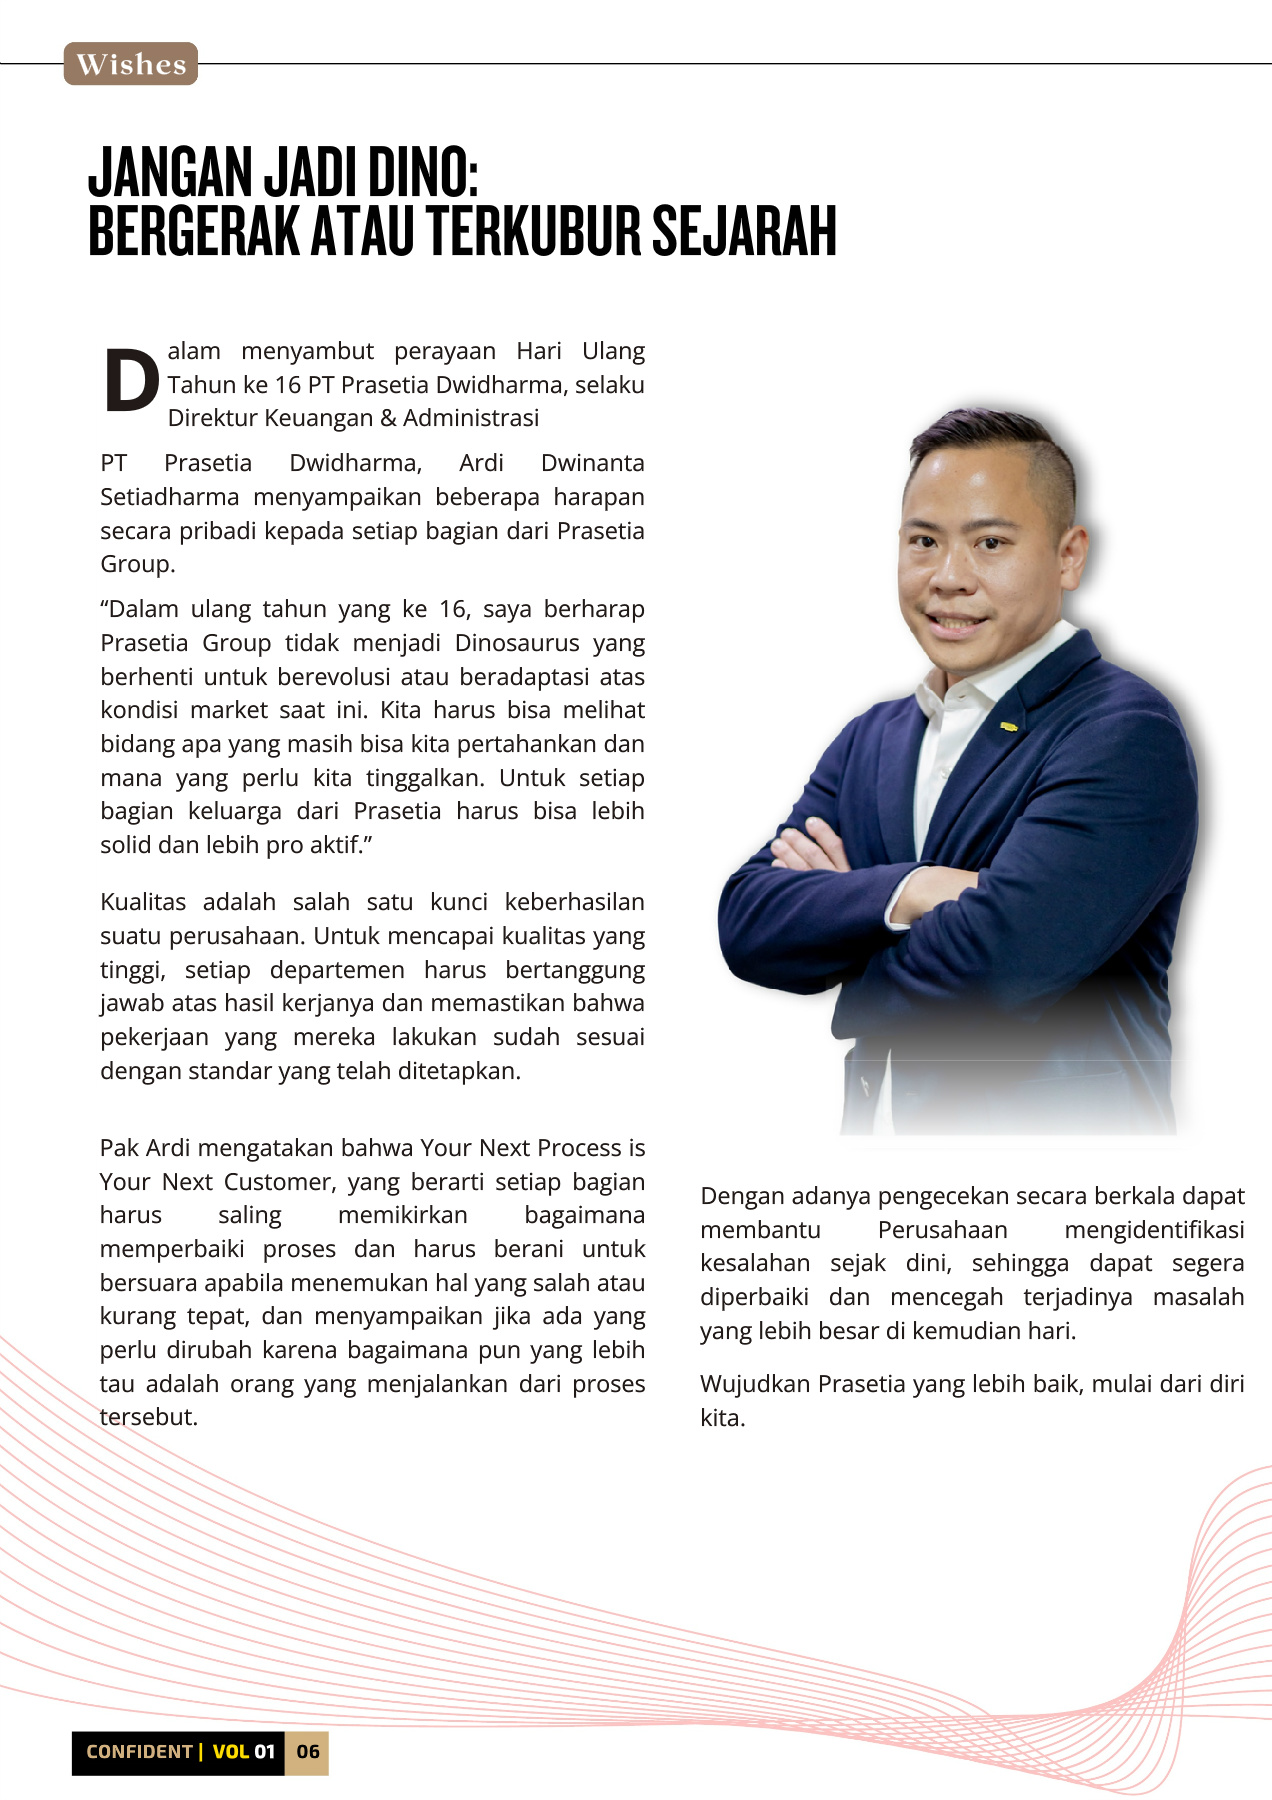 Wishes
JANGAN JADI DINO:
BERGERAK ATAU TERKUBUR SEJARAH
Dalam menyambut perayaan Hari Ulang
Tahun ke 16 PT Prasetia Dwidharma, selaku
Direktur Keuangan & Administrasi
PT Prasetia Dwidharma, Ardi Dwinanta
Setiadharma menyampaikan beberapa harapan
secara pribadi kepada setiap bagian dari Prasetia
Group.
“Dalam ulang tahun yang ke 16, saya berharap
Prasetia Group tidak menjadi Dinosaurus yang
berhenti untuk berevolusi atau beradaptasi atas
kondisi market saat ini. Kita harus bisa melihat
bidang apa yang masih bisa kita pertahankan dan
mana yang perlu kita tinggalkan. Untuk setiap
bagian keluarga dari Prasetia harus bisa lebih
solid dan lebih pro aktif.”
Kualitas adalah salah satu kunci keberhasilan
suatu perusahaan. Untuk mencapai kualitas yang
tinggi, setiap departemen harus bertanggung
jawab atas hasil kerjanya dan memastikan bahwa
pekerjaan yang mereka lakukan sudah sesuai
dengan standar yang telah ditetapkan.
Pak Ardi mengatakan bahwa Your Next Process is
Your Next Customer, yang berarti setiap bagian
harus saling memikirkan bagaimana
memperbaiki proses dan harus berani untuk
bersuara apabila menemukan hal yang salah atau
kurang tepat, dan menyampaikan jika ada yang
perlu dirubah karena bagaimana pun yang lebih
tau adalah orang yang menjalankan dari proses
tersebut.
Dengan adanya pengecekan secara berkala dapat
membantu Perusahaan mengidentifikasi
kesalahan sejak dini, sehingga dapat segera
diperbaiki dan mencegah terjadinya masalah
yang lebih besar di kemudian hari.
Wujudkan Prasetia yang lebih baik, mulai dari diri
kita.
CONFIDENT | VOL 01 06